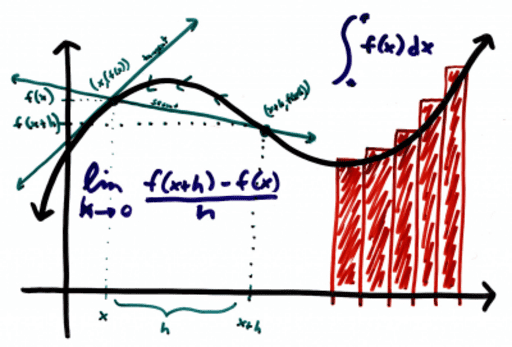 tangent
(x, f(x))
∫ f(x) dx
f(x)
secant
f(x+h)
lim f(x+h) - f(x)
h→0 h
x
h
x+h